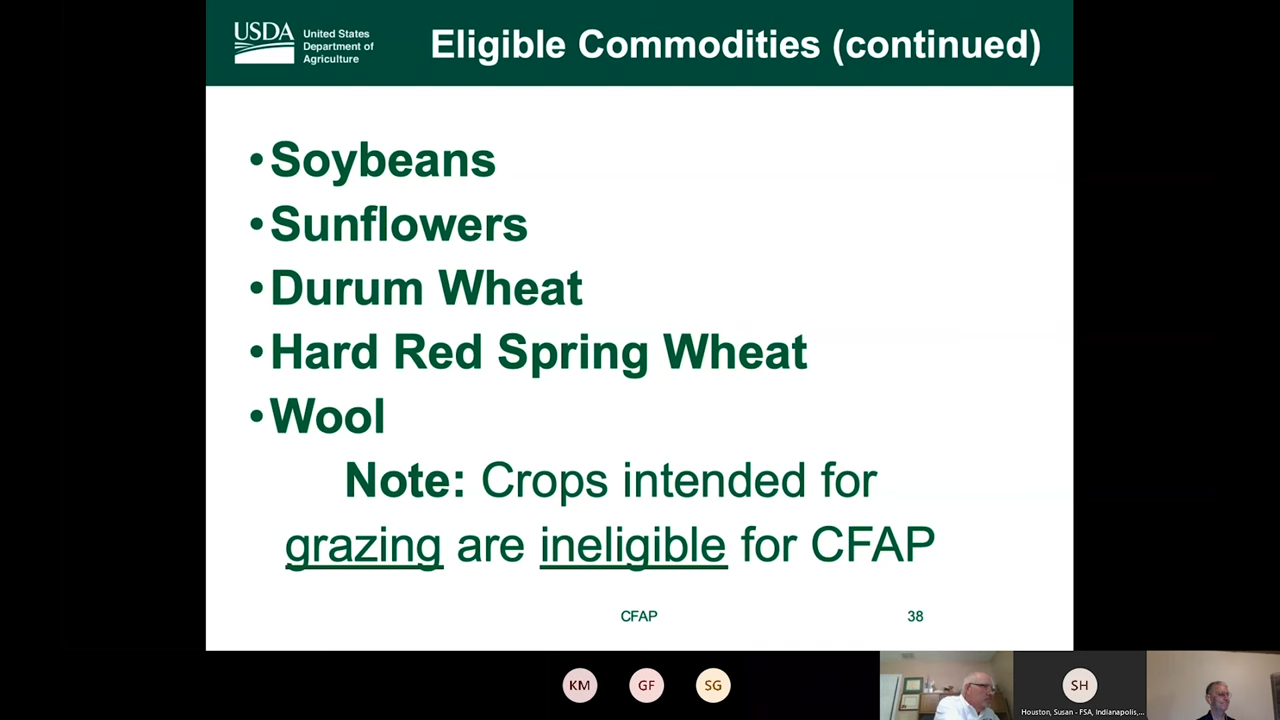 USDA
United States
Department of
Agriculture
Eligible Commodities (continued)
•Soybeans
•Sunflowers
•Durum Wheat
•Hard Red Spring Wheat
•Wool
Note: Crops intended for
grazing are ineligible for CFAP
CFAP
38
KM
GF
SG
SH
Houston, Susan - FSA, Indianapolis,...